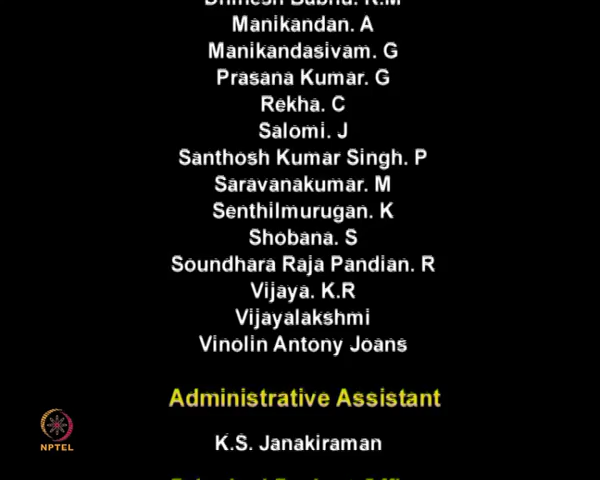 Manikandan. A
Manikandasivam. G
Prasana Kumar. G
Rekha. C
Salomi. J
Santhosh Kumar Singh. P
Saravanakumar. M
Senthilmurugan. K
Shobana. S
Soundhara Raja Pandian. R
Vijaya. K.R
Vijayalakshmi
Vinolin Antony Joans
Administrative Assistant
K.S. Janakiraman
NPTEL